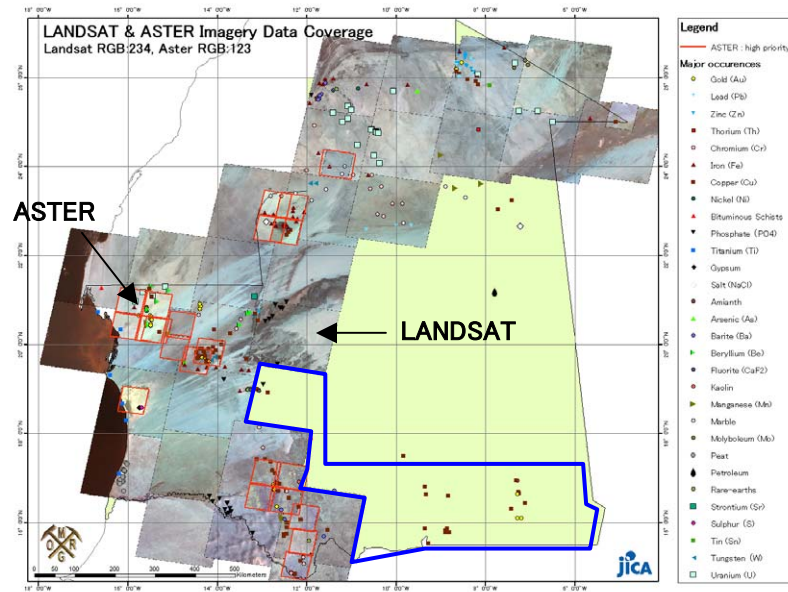 LANDSAT & ASTER Imagery Data Coverage
Landsat RGB:234, Aster RGB:123
ASTER
LANDSAT
0 50 100 200 300 400 500
Kilometers
OMRG
JICA
Legend
ASTER : high priority
Major occurences
Gold (Au)
Lead (Pb)
Zinc (Zn)
Thorium (Th)
Chromium (Cr)
Iron (Fe)
Copper (Cu)
Nickel (Ni)
Bituminous Schists
Phosphate (PO4)
Titanium (Ti)
Gypsum
Salt (NaCl)
Amianth
Arsenic (As)
Barite (Ba)
Beryllium (Be)
Fluorite (CaF2)
Kaolin
Manganese (Mn)
Marble
Molyboleum (Mo)
Peat
Petroleum
Rare-earths
Strontium (Sr)
Sulphur (S)
Tin (Sn)
Tungsten (W)
Uranium (U)